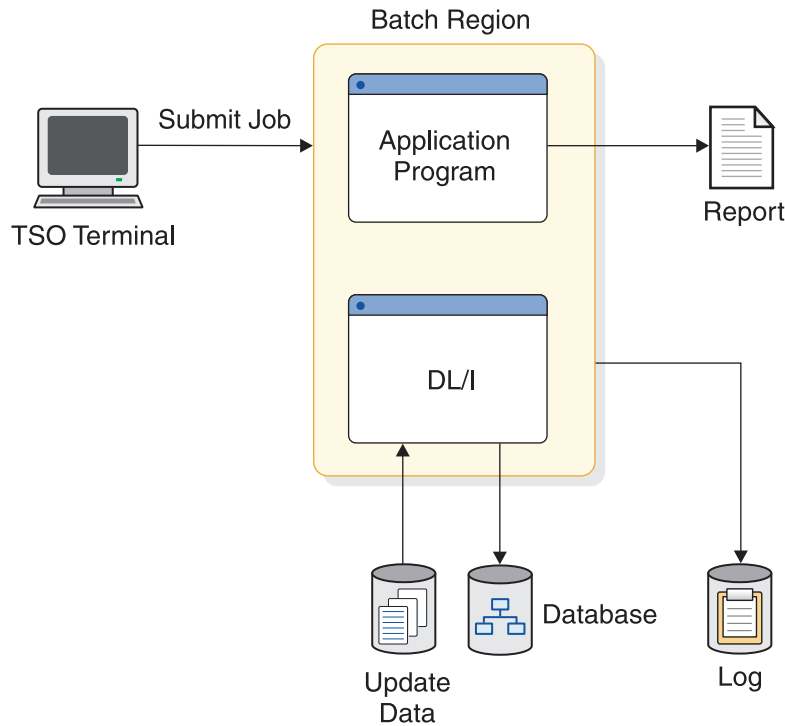 Batch Region
Submit Job
Application
Program
TSO Terminal
Report
DL/I
Database
Update
Data
Log